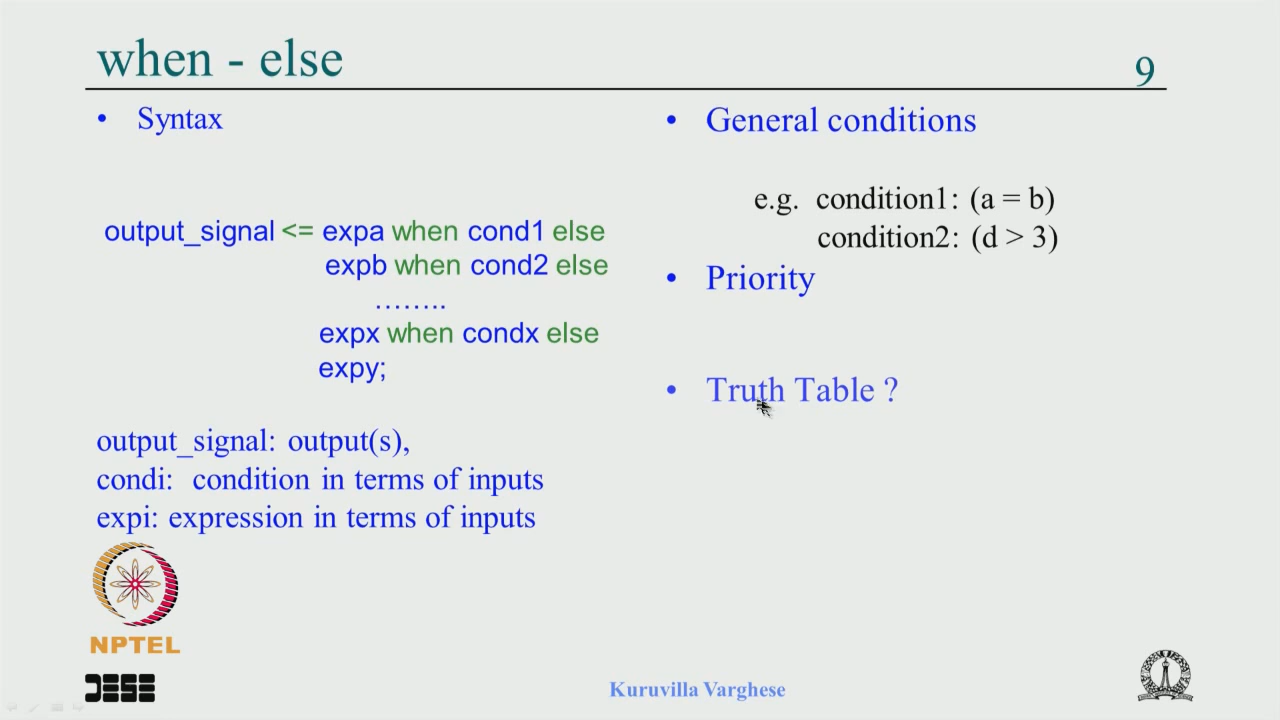 when - else
9
• Syntax
output_signal <= expa when cond1 else
expb when cond2 else
........
expx when condx else
expy;
output_signal: output(s),
condi: condition in terms of inputs
expi: expression in terms of inputs
• General conditions
e.g. condition1: (a = b)
condition2: (d > 3)
• Priority
• Truth Table ?
NPTEL
DESE
Kuruvilla Varghese